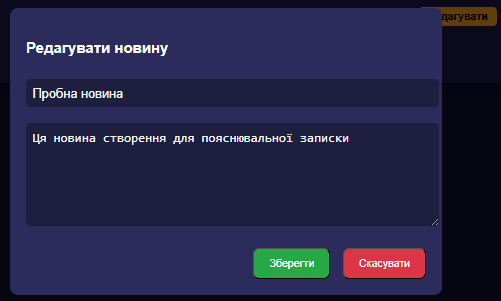 Редагувати новину
Пробна новина
Ця новина створення для пояснювальної записки
Зберегти
Скасувати